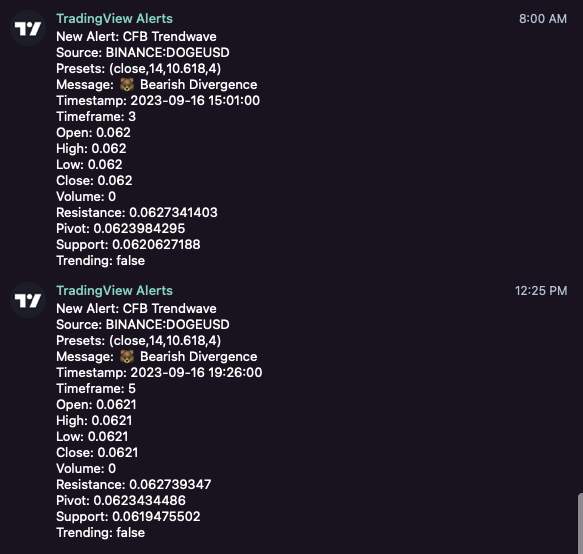 TradingView Alerts 8:00 AM
New Alert: CFB Trendwave
Source: BINANCE:DOGEUSD
Presets: (close,14,10.618,4)
Message: 🐻 Bearish Divergence
Timestamp: 2023-09-16 15:01:00
Timeframe: 3
Open: 0.062
High: 0.062
Low: 0.062
Close: 0.062
Volume: 0
Resistance: 0.0627341403
Pivot: 0.0623984295
Support: 0.0620627188
Trending: false
TradingView Alerts 12:25 PM
New Alert: CFB Trendwave
Source: BINANCE:DOGEUSD
Presets: (close,14,10.618,4)
Message: 🐻 Bearish Divergence
Timestamp: 2023-09-16 19:26:00
Timeframe: 5
Open: 0.0621
High: 0.0621
Low: 0.0621
Close: 0.0621
Volume: 0
Resistance: 0.062739347
Pivot: 0.0623434486
Support: 0.0619475502
Trending: false